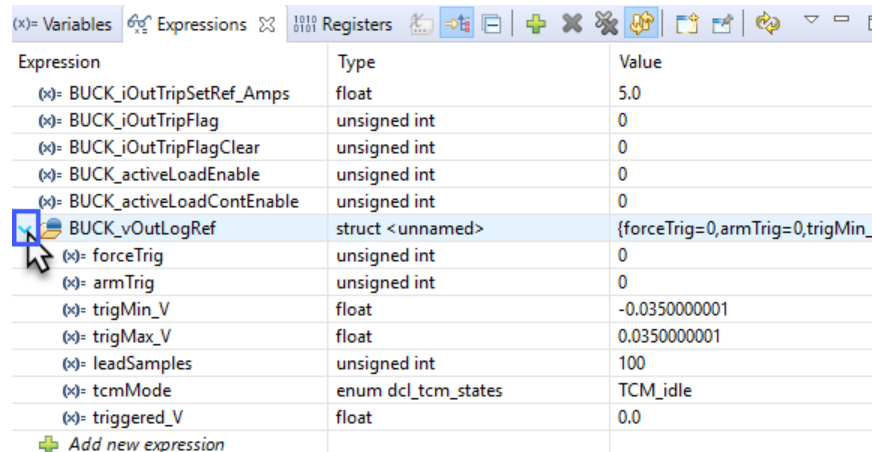 (x)= Variables Expressions 1010 0101 Registers
Expression Type Value
(x)= BUCK_iOutTripSetRef_Amps float 5.0
(x)= BUCK_iOutTripFlag unsigned int 0
(x)= BUCK_iOutTripFlagClear unsigned int 0
(x)= BUCK_activeLoadEnable unsigned int 0
(x)= BUCK_activeLoadContEnable unsigned int 0
BUCK_vOutLogRef struct <unnamed> {forceTrig=0,armTrig=0,trigMin_
(x)= forceTrig unsigned int 0
(x)= armTrig unsigned int 0
(x)= trigMin_V float -0.0350000001
(x)= trigMax_V float 0.0350000001
(x)= leadSamples unsigned int 100
(x)= tcmMode enum dcl_tcm_states TCM_idle
(x)= triggered_V float 0.0
Add new expression